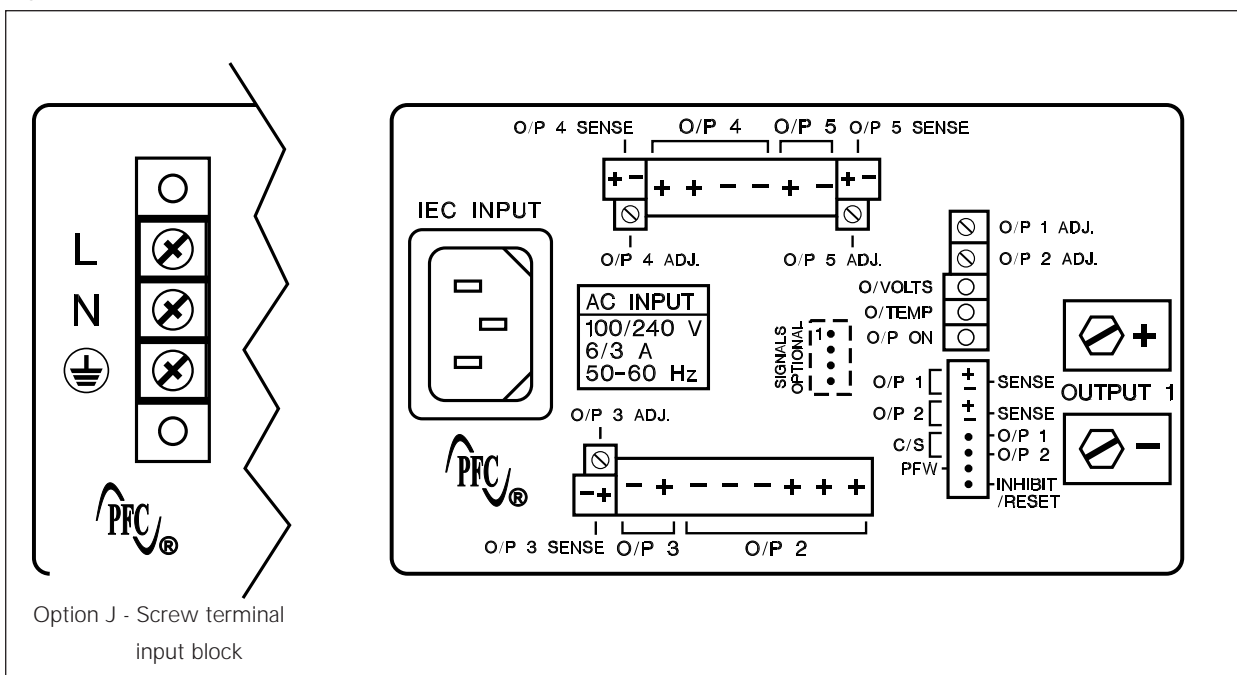 L
N
PFC ®
Option J - Screw terminal
input block
O/P 4 SENSE O/P 4 O/P 5 O/P 5 SENSE
+ - + + - - + - + -
O/P 4 ADJ. O/P 5 ADJ.
IEC INPUT
AC INPUT
100/240 V
6/3 A
50-60 Hz
SIGNALS
OPTIONAL
1
O/P 1 ADJ.
O/P 2 ADJ.
O/VOLTS
O/TEMP
O/P ON
O/P 1 + - SENSE
O/P 2 + - SENSE
C/S O/P 1
O/P 2
PFW
INHIBIT
/RESET
+
OUTPUT 1
-
O/P 3 ADJ.
PFC ®
- + - + - - - + + +
O/P 3 SENSE O/P 3 O/P 2